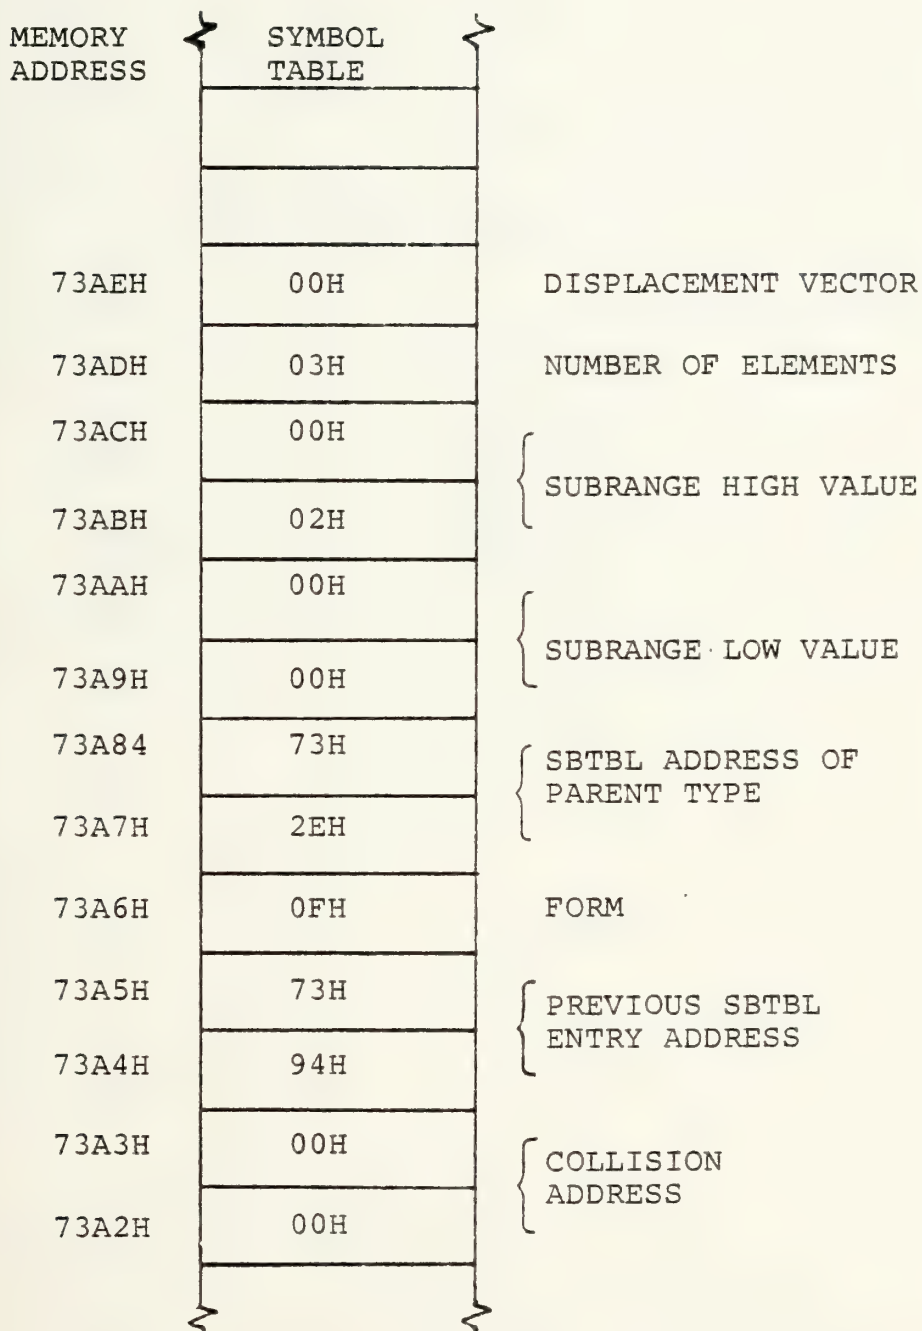 MEMORY ADDRESS
SYMBOL TABLE
73AEH 00H DISPLACEMENT VECTOR
73ADH 03H NUMBER OF ELEMENTS
73ACH 00H
SUBRANGE HIGH VALUE
73ABH 02H
73AAH 00H
SUBRANGE LOW VALUE
73A9H 00H
73A84 73H
SBTBL ADDRESS OF
PARENT TYPE
73A7H 2EH
73A6H 0FH FORM
73A5H 73H
PREVIOUS SBTBL
ENTRY ADDRESS
73A4H 94H
73A3H 00H
COLLISION
ADDRESS
73A2H 00H